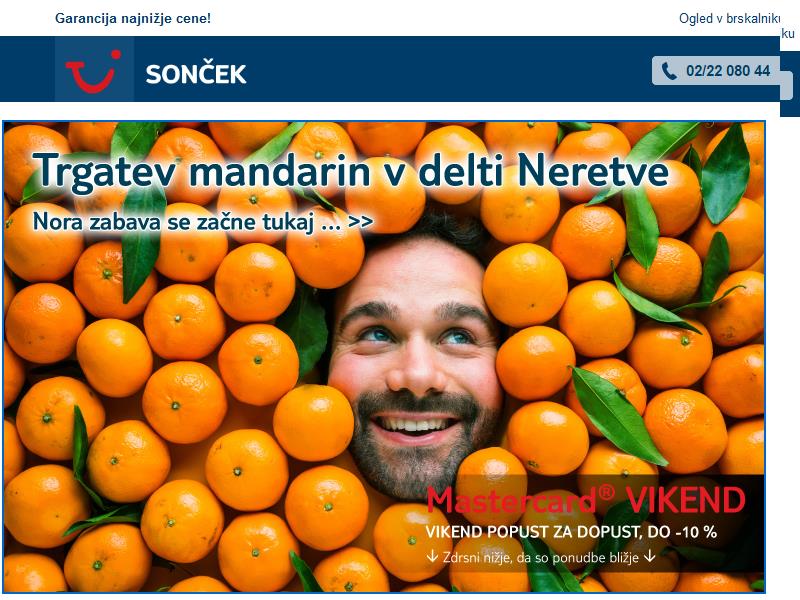 Garancija najnižje cene!
Ogled v brskalniku
ku
SONČEK
02/22 080 44
Trgatev mandarin v delti Neretve
Nora zabava se začne tukaj ... >>
Mastercard® VIKEND
VIKEND POPUST ZA DOPUST, DO -10 %
↓ Zdrsni nižje, da so ponudbe bližje ↓